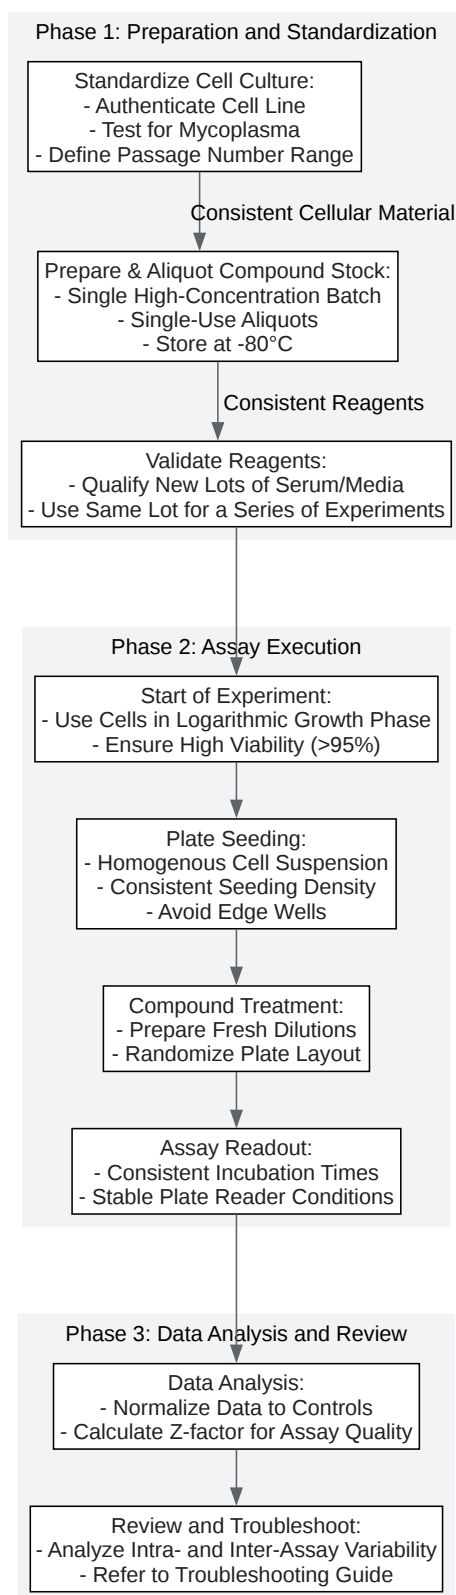 Phase 1: Preparation and Standardization
Standardize Cell Culture:
- Authenticate Cell Line
- Test for Mycoplasma
- Define Passage Number Range
Consistent Cellular Material
Prepare & Aliquot Compound Stock:
- Single High-Concentration Batch
- Single-Use Aliquots
- Store at -80°C
Consistent Reagents
Validate Reagents:
- Qualify New Lots of Serum/Media
- Use Same Lot for a Series of Experiments
Phase 2: Assay Execution
Start of Experiment:
- Use Cells in Logarithmic Growth Phase
- Ensure High Viability (>95%)
Plate Seeding:
- Homogenous Cell Suspension
- Consistent Seeding Density
- Avoid Edge Wells
Compound Treatment:
- Prepare Fresh Dilutions
- Randomize Plate Layout
Assay Readout:
- Consistent Incubation Times
- Stable Plate Reader Conditions
Phase 3: Data Analysis and Review
Data Analysis:
- Normalize Data to Controls
- Calculate Z-factor for Assay Quality
Review and Troubleshoot:
- Analyze Intra- and Inter-Assay Variability
- Refer to Troubleshooting Guide